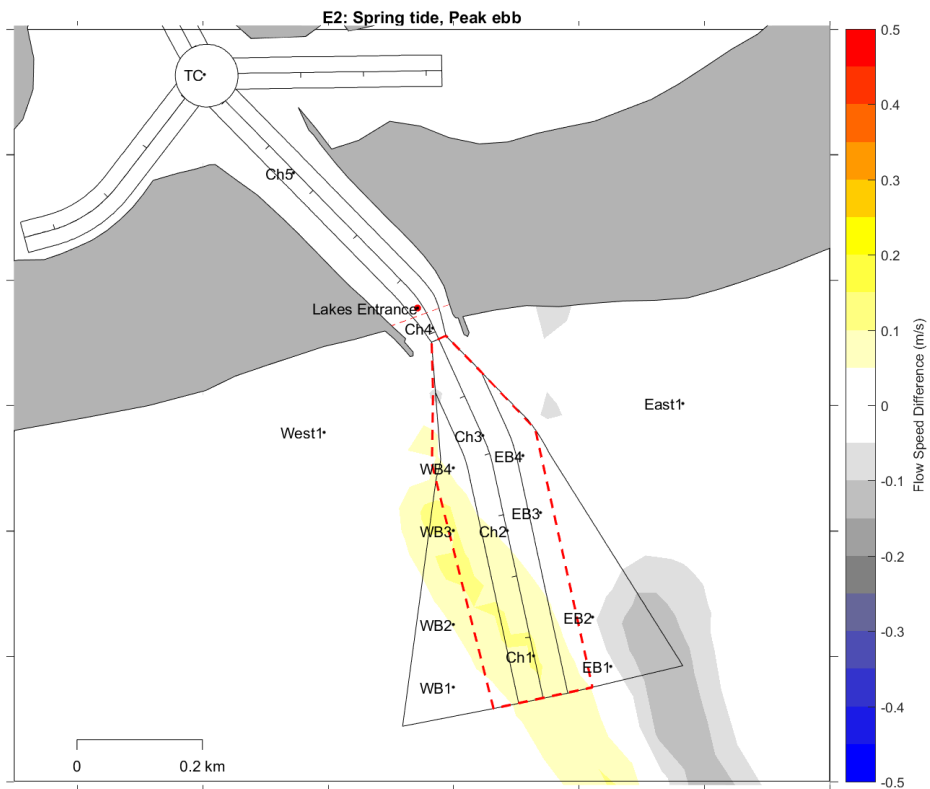 E2: Spring tide, Peak ebb
TC
Ch5
Lakes Entrance
Ch4
East1
West1
Ch3
EB4
WB4
EB3
WB3
Ch2
EB2
WB2
Ch1
EB1
WB1
0
0.2 km
0.5
0.4
0.3
0.2
0.1
0
-0.1
-0.2
-0.3
-0.4
-0.5
Flow Speed Difference (m/s)